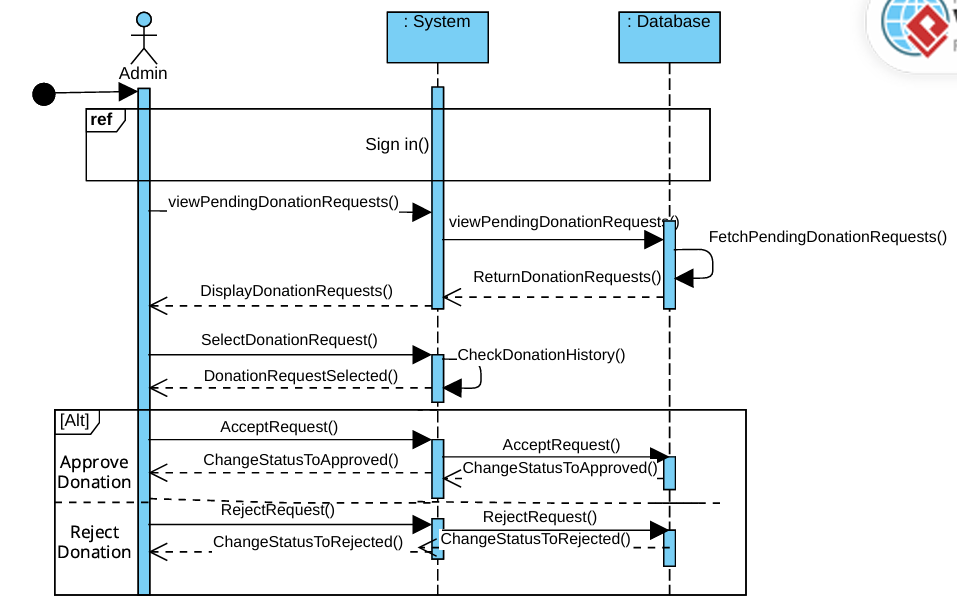 : System
: Database
Admin
ref
Sign in()
viewPendingDonationRequests()
viewPendingDonationRequests()
FetchPendingDonationRequests()
ReturnDonationRequests()
DisplayDonationRequests()
SelectDonationRequest()
CheckDonationHistory()
DonationRequestSelected()
[Alt]
AcceptRequest()
AcceptRequest()
Approve
Donation
ChangeStatusToApproved()
ChangeStatusToApproved()
RejectRequest()
RejectRequest()
Reject
Donation
ChangeStatusToRejected()
ChangeStatusToRejected()